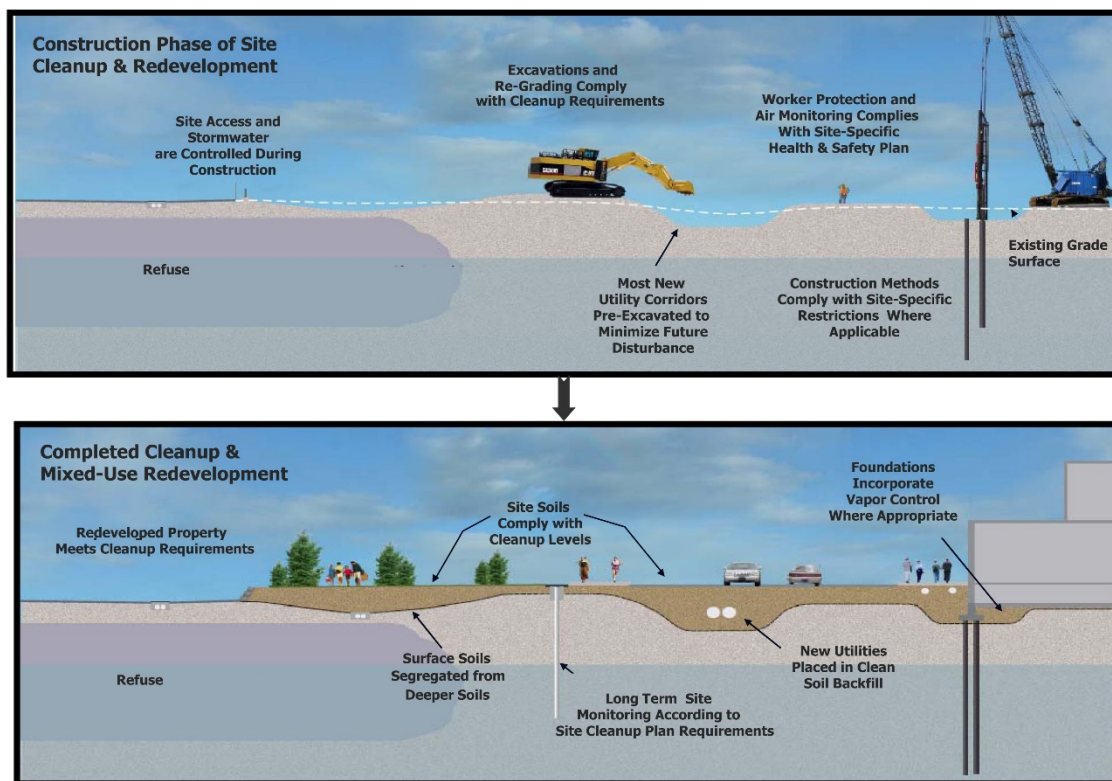 Construction Phase of Site
Cleanup & Redevelopment
Excavations and
Re-Grading Comply
with Cleanup Requirements
Worker Protection and
Air Monitoring Complies
With Site-Specific
Health & Safety Plan
Site Access and
Stormwater
are Controlled During
Construction
Refuse
Most New
Utility Corridors
Pre-Excavated to
Minimize Future
Disturbance
Construction Methods
Comply with Site-Specific
Restrictions Where
Applicable
Existing Grade
Surface
Completed Cleanup &
Mixed-Use Redevelopment
Redeveloped Property
Meets Cleanup Requirements
Site Soils
Comply with
Cleanup Levels
Foundations
Incorporate
Vapor Control
Where Appropriate
Refuse
Surface Soils
Segregated from
Deeper Soils
Long Term Site
Monitoring According to
Site Cleanup Plan Requirements
New Utilities
Placed in Clean
Soil Backfill